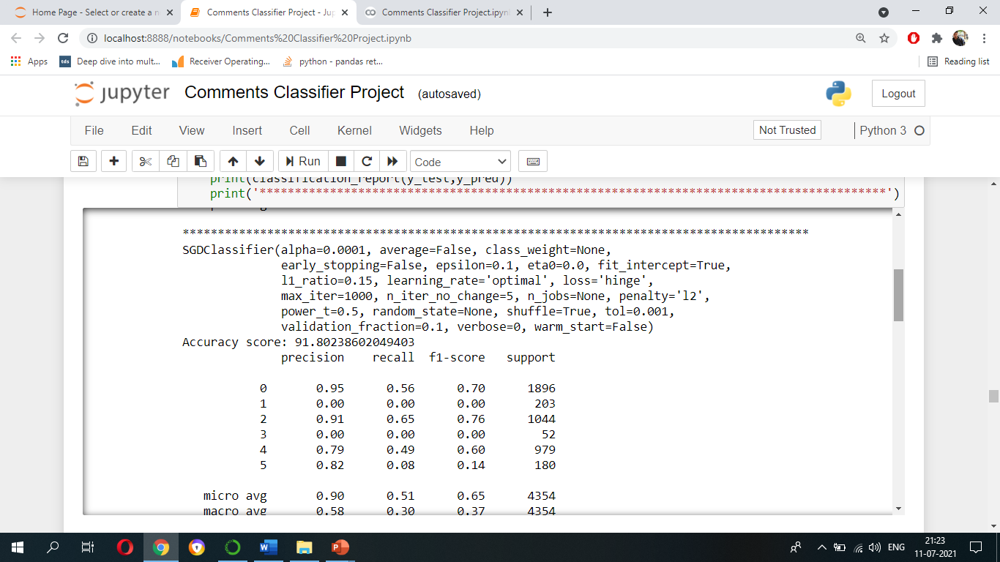 Home Page - Select or create a n
Comments Classifier Project - Jup
Comments Classifier Project.ipyn
localhost:8888/notebooks/Comments%20Classifier%20Project.ipynb
Apps
tds
Deep dive into mult...
Receiver Operating...
python - pandas ret...
Reading list
jupyter
Comments Classifier Project (autosaved)
Logout
File Edit View Insert Cell Kernel Widgets Help
Not Trusted
Python 3
Run
Code
print(classification_report(y_test,y_pred))
print('*****************************************************************************************')
*****************************************************************************************
SGDClassifier(alpha=0.0001, average=False, class_weight=None,
early_stopping=False, epsilon=0.1, eta0=0.0, fit_intercept=True,
l1_ratio=0.15, learning_rate='optimal', loss='hinge',
max_iter=1000, n_iter_no_change=5, n_jobs=None, penalty='l2',
power_t=0.5, random_state=None, shuffle=True, tol=0.001,
validation_fraction=0.1, verbose=0, warm_start=False)
Accuracy score: 91.80238602049403
precision recall f1-score support
0 0.95 0.56 0.70 1896
1 0.00 0.00 0.00 203
2 0.91 0.65 0.76 1044
3 0.00 0.00 0.00 52
4 0.79 0.49 0.60 979
5 0.82 0.08 0.14 180
micro avg 0.90 0.51 0.65 4354
macro avg 0.58 0.30 0.37 4354
ENG
21:23
11-07-2021